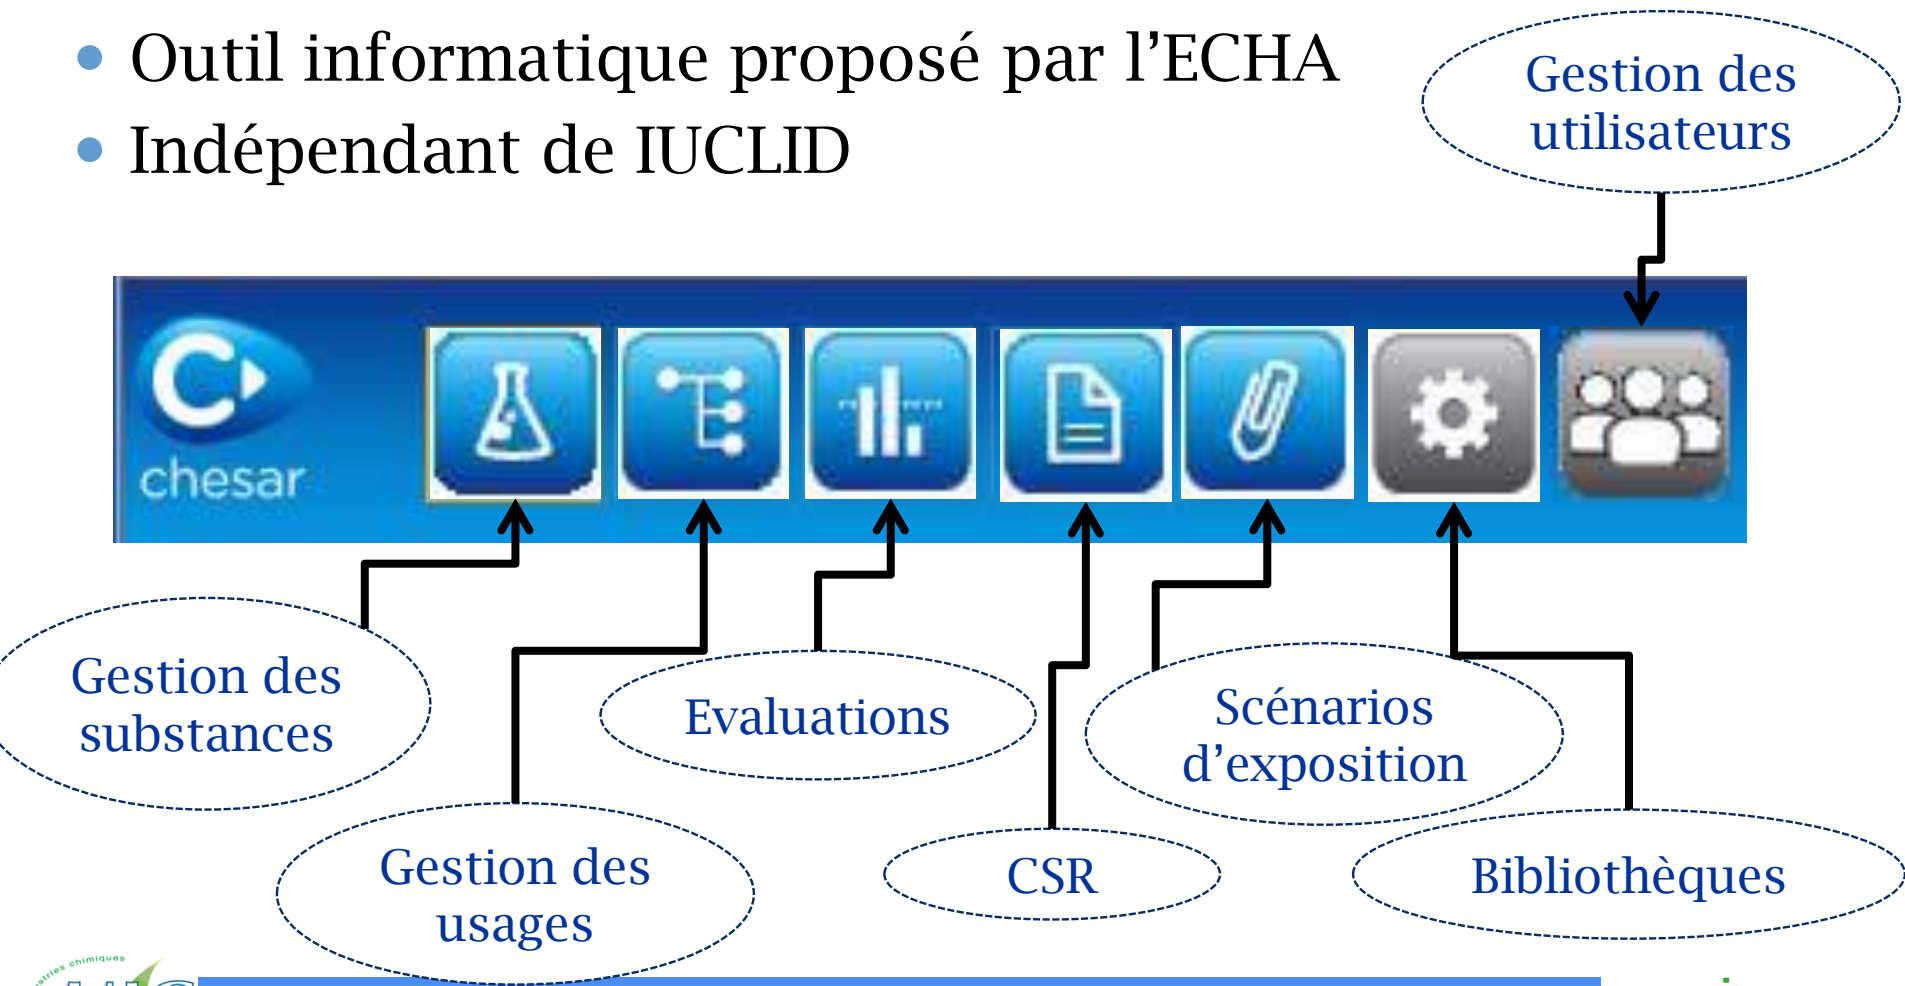 Outil informatique proposé par l’ECHA
Indépendant de IUCLID
Gestion des
utilisateurs
chesar
Gestion des
substances
Evaluations
Scénarios
d’exposition
Gestion des
usages
CSR
Bibliothèques
chimiques